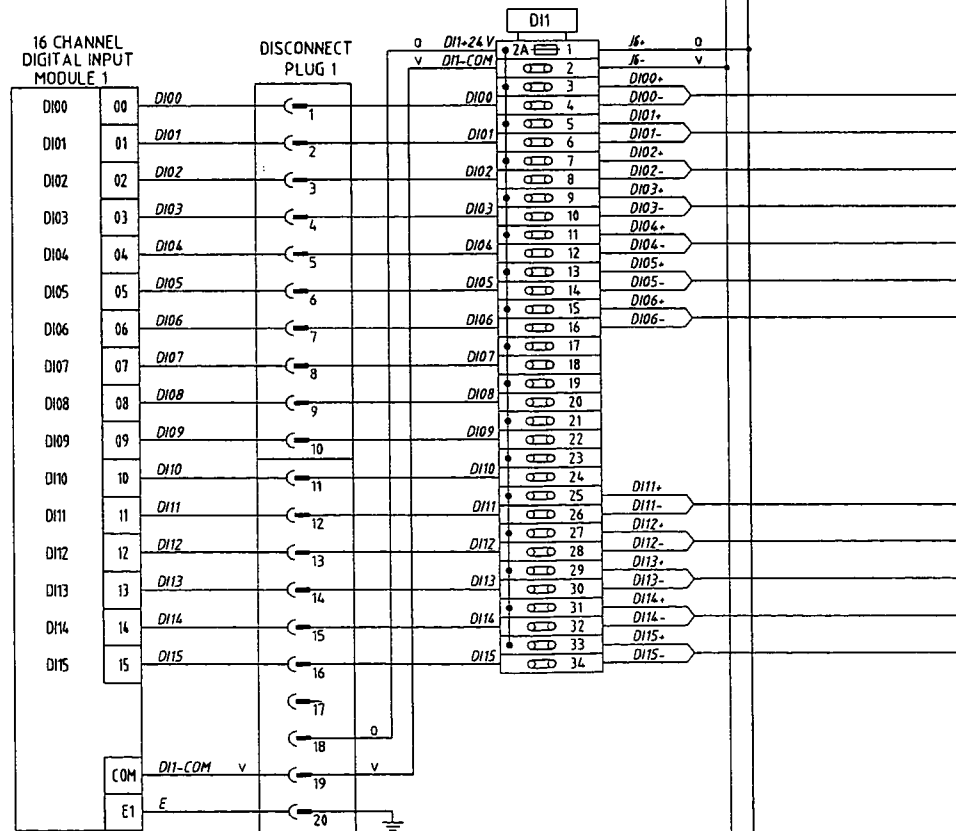 DI1
16 CHANNEL
DIGITAL INPUT
MODULE 1
DISCONNECT
PLUG 1
O DI1+24V 2A 1 J6+ O
V DI1-COM 2 J6- V
3 DI00+
DI00 00 DI00 1 DI00 4 DI00-
5 DI01+
DI01 01 DI01 2 DI01 6 DI01-
7 DI02+
DI02 02 DI02 3 DI02 8 DI02-
9 DI03+
DI03 03 DI03 4 DI03 10 DI03-
11 DI04+
DI04 04 DI04 5 DI04 12 DI04-
13 DI05+
DI05 05 DI05 6 DI05 14 DI05-
15 DI06+
DI06 06 DI06 7 DI06 16 DI06-
17
DI07 07 DI07 8 DI07 18
19
DI08 08 DI08 9 DI08 20
21
DI09 09 DI09 10 DI09 22
23
DI10 10 DI10 11 DI10 24
25 DI11+
DI11 11 DI11 12 DI11 26 DI11-
27 DI12+
DI12 12 DI12 13 DI12 28 DI12-
29 DI13+
DI13 13 DI13 14 DI13 30 DI13-
31 DI14+
DI14 14 DI14 15 DI14 32 DI14-
33 DI15+
DI15 15 DI15 16 DI15 34 DI15-
17
18 O
COM DI1-COM V 19 V
E1 E 20